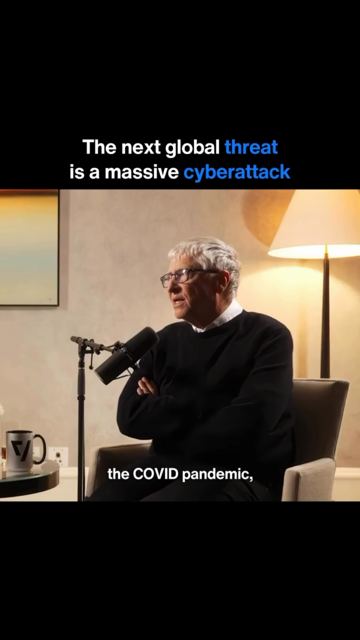 The next global threat
is a massive cyberattack
the COVID pandemic,